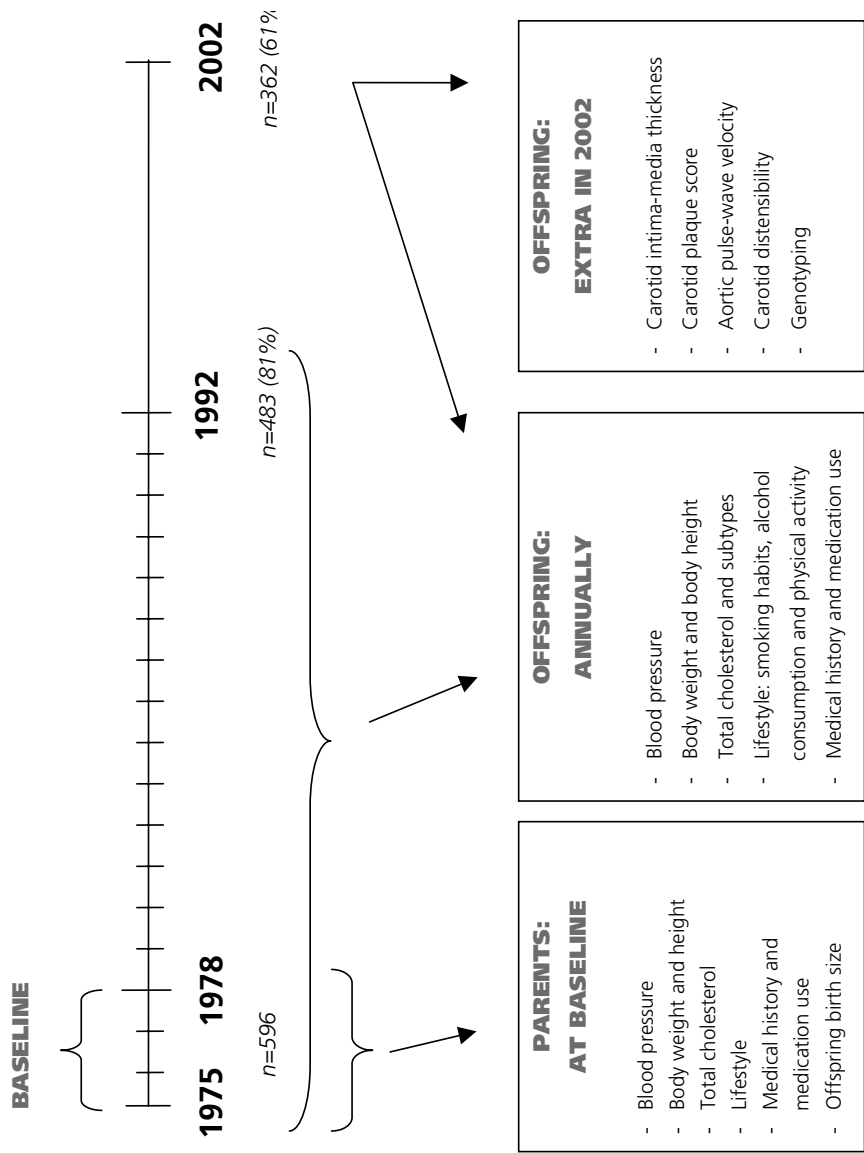 BASELINE
1975
1978
1992
2002
n=596
n=483 (81%)
n=362 (61%
PARENTS:
AT BASELINE
- Blood pressure
- Body weight and height
- Total cholesterol
- Lifestyle
- Medical history and
medication use
- Offspring birth size
OFFSPRING:
ANNUALLY
- Blood pressure
- Body weight and body height
- Total cholesterol and subtypes
- Lifestyle: smoking habits, alcohol
consumption and physical activity
- Medical history and medication use
OFFSPRING:
EXTRA IN 2002
- Carotid intima-media thickness
- Carotid plaque score
- Aortic pulse-wave velocity
- Carotid distensibility
- Genotyping